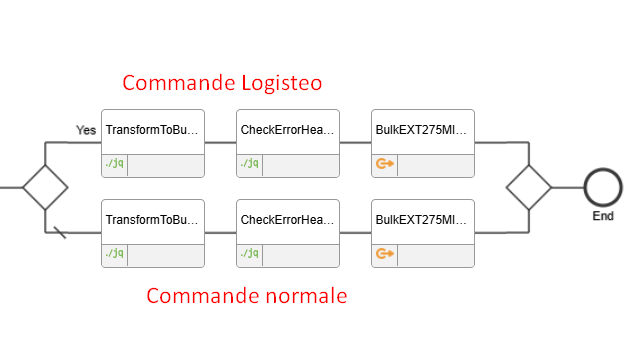 Commande Logisteo
Yes
TransformToBu... CheckErrorHea... BulkEXT275MI...
./jq ./jq
TransformToBu... CheckErrorHea... BulkEXT275MI...
./jq ./jq
End
Commande normale